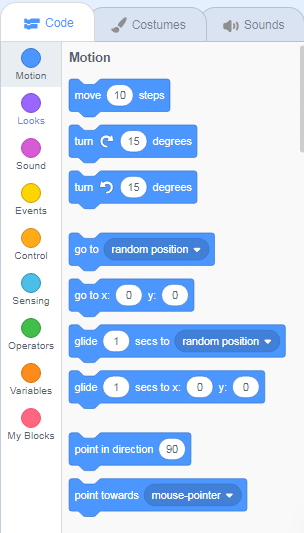 Code Costumes Sounds
Motion
Looks
Sound
Events
Control
Sensing
Operators
Variables
My Blocks
Motion
move 10 steps
turn 15 degrees
turn 15 degrees
go to random position
go to x: 0 y: 0
glide 1 secs to random position
glide 1 secs to x: 0 y: 0
point in direction 90
point towards mouse-pointer